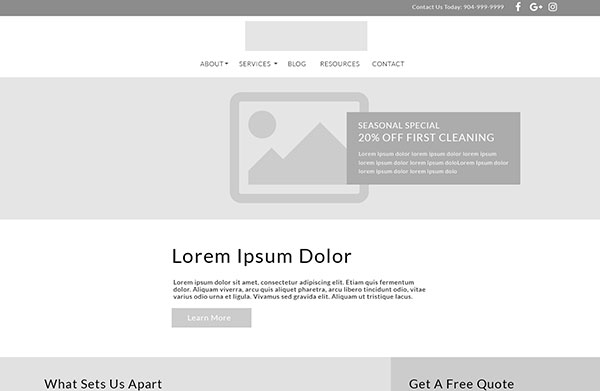 Contact Us Today: 904-999-9999
ABOUT SERVICES BLOG RESOURCES CONTACT
SEASONAL SPECIAL
20% OFF FIRST CLEANING
Lorem ipsum dolor lorem ipsum dolor lorem ipsum
lorem ipsum dolor lorem ipsum doloLorem ipsum dolor
lorem ipsum dolor lorem ipsum dolo
Lorem Ipsum Dolor
Lorem ipsum dolor sit amet, consectetur adipiscing elit. Etiam quis fermentum
dolor. Aliquam viverra, arcu quis aliquet pharetra, arcu libero tincidunt odio, vitae
varius odio urna et ligula. Vivamus sed gravida elit. Aliquam ut tristique lacus.
Learn More
What Sets Us Apart
Get A Free Quote